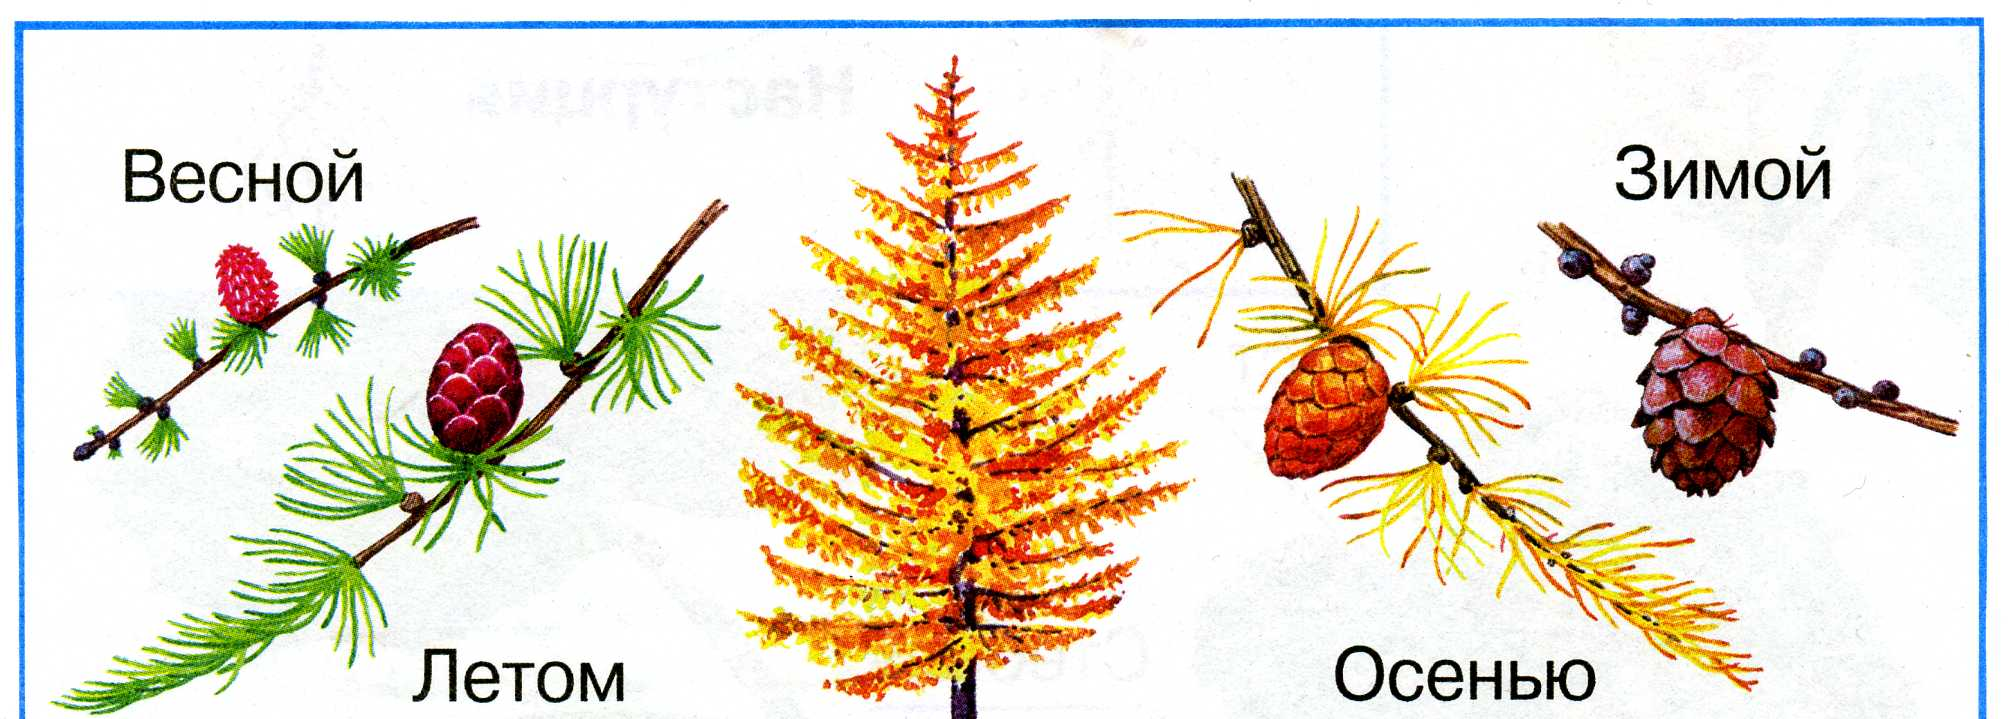 Весной
Зимой
Летом
Осенью